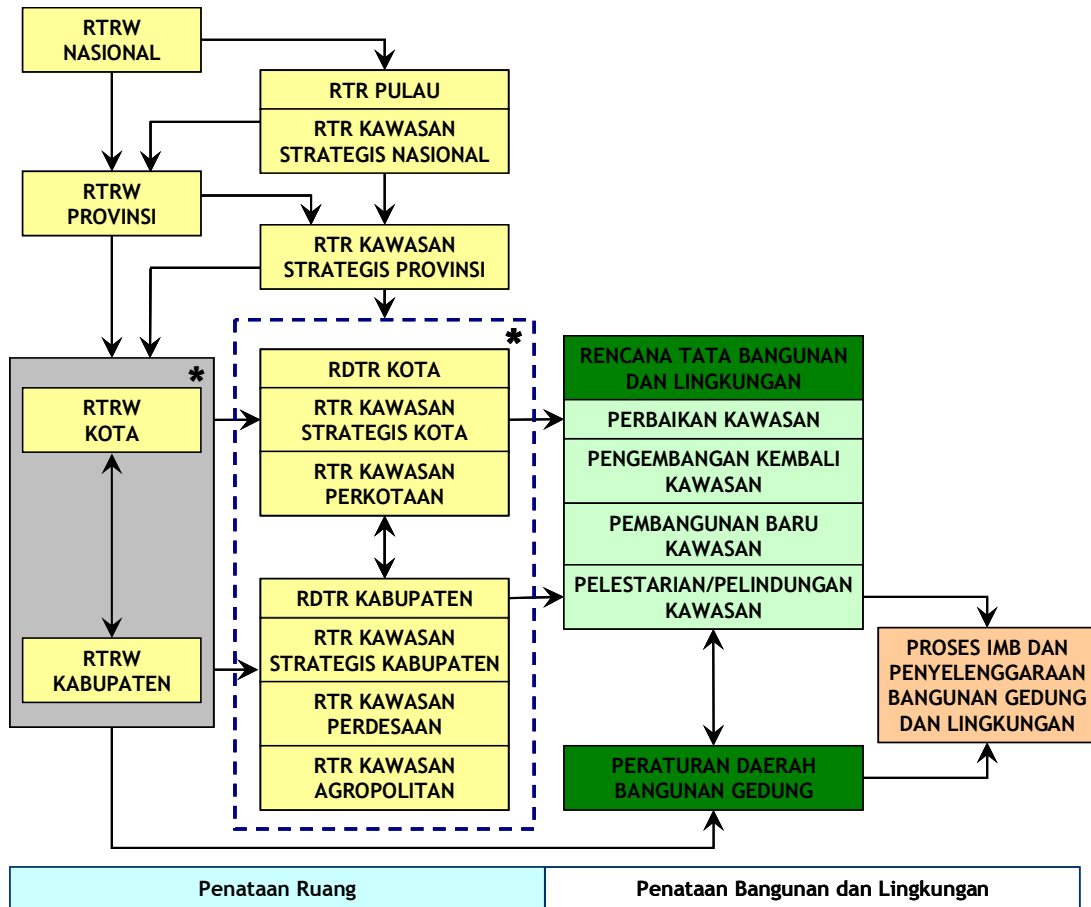 RTRW
NASIONAL
RTR PULAU
RTR KAWASAN
STRATEGIS NASIONAL
RTRW
PROVINSI
RTR KAWASAN
STRATEGIS PROVINSI
*
RTRW
KOTA
RTRW
KABUPATEN
*
RDTR KOTA
RTR KAWASAN
STRATEGIS KOTA
RTR KAWASAN
PERKOTAAN
RDTR KABUPATEN
RTR KAWASAN
STRATEGIS KABUPATEN
RTR KAWASAN
PERDESAAN
RTR KAWASAN
AGROPOLITAN
RENCANA TATA BANGUNAN
DAN LINGKUNGAN
PERBAIKAN KAWASAN
PENGEMBANGAN KEMBALI
KAWASAN
PEMBANGUNAN BARU
KAWASAN
PELESTARIAN/PELINDUNGAN
KAWASAN
PERATURAN DAERAH
BANGUNAN GEDUNG
PROSES IMB DAN
PENYELENGGARAAN
BANGUNAN GEDUNG
DAN LINGKUNGAN
Penataan Ruang
Penataan Bangunan dan Lingkungan